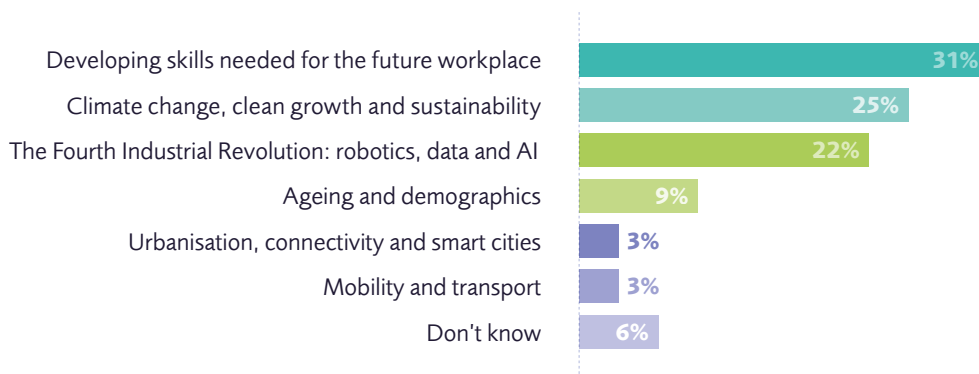 Developing skills needed for the future workplace 31%
Climate change, clean growth and sustainability 25%
The Fourth Industrial Revolution: robotics, data and AI 22%
Ageing and demographics 9%
Urbanisation, connectivity and smart cities 3%
Mobility and transport 3%
Don't know 6%